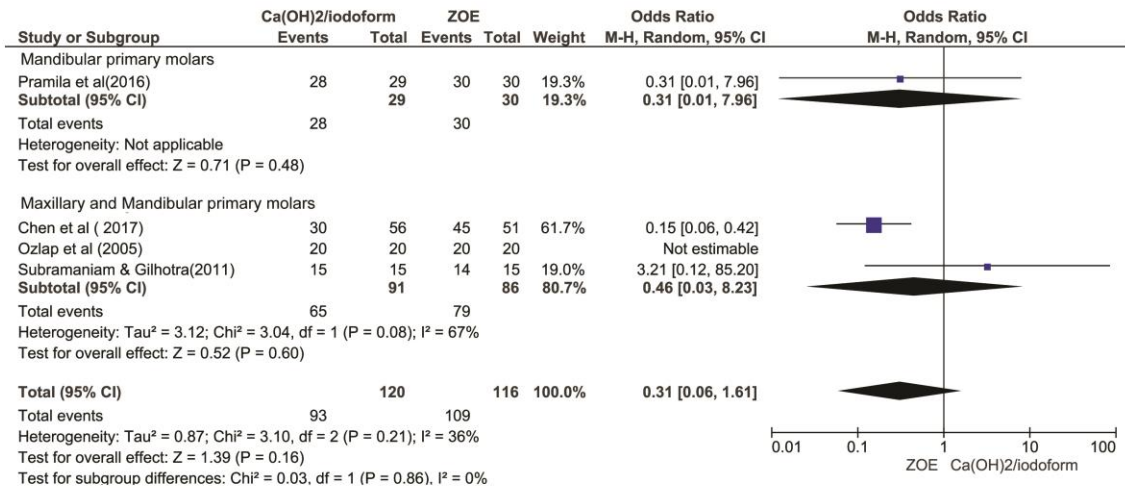 Ca(OH)2/iodoform ZOE Odds Ratio Odds Ratio
Study or Subgroup Events Total Events Total Weight M-H, Random, 95% CI M-H, Random, 95% CI
Mandibular primary molars
Pramila et al(2016) 28 29 30 30 19.3% 0.31 [0.01, 7.96]
Subtotal (95% CI) 29 30 19.3% 0.31 [0.01, 7.96]
Total events 28 30
Heterogeneity: Not applicable
Test for overall effect: Z = 0.71 (P = 0.48)
Maxillary and Mandibular primary molars
Chen et al ( 2017) 30 56 45 51 61.7% 0.15 [0.06, 0.42]
Ozlap et al (2005) 20 20 20 20 Not estimable
Subramaniam & Gilhotra(2011) 15 15 14 15 19.0% 3.21 [0.12, 85.20]
Subtotal (95% CI) 91 86 80.7% 0.46 [0.03, 8.23]
Total events 65 79
Heterogeneity: Tau² = 3.12; Chi² = 3.04, df = 1 (P = 0.08); I² = 67%
Test for overall effect: Z = 0.52 (P = 0.60)
Total (95% CI) 120 116 100.0% 0.31 [0.06, 1.61]
Total events 93 109
Heterogeneity: Tau² = 0.87; Chi² = 3.10, df = 2 (P = 0.21); I² = 36%
Test for overall effect: Z = 1.39 (P = 0.16)
Test for subgroup differences: Chi² = 0.03, df = 1 (P = 0.86), I² = 0%
0.01 0.1 1 10 100
ZOE Ca(OH)2/iodoform